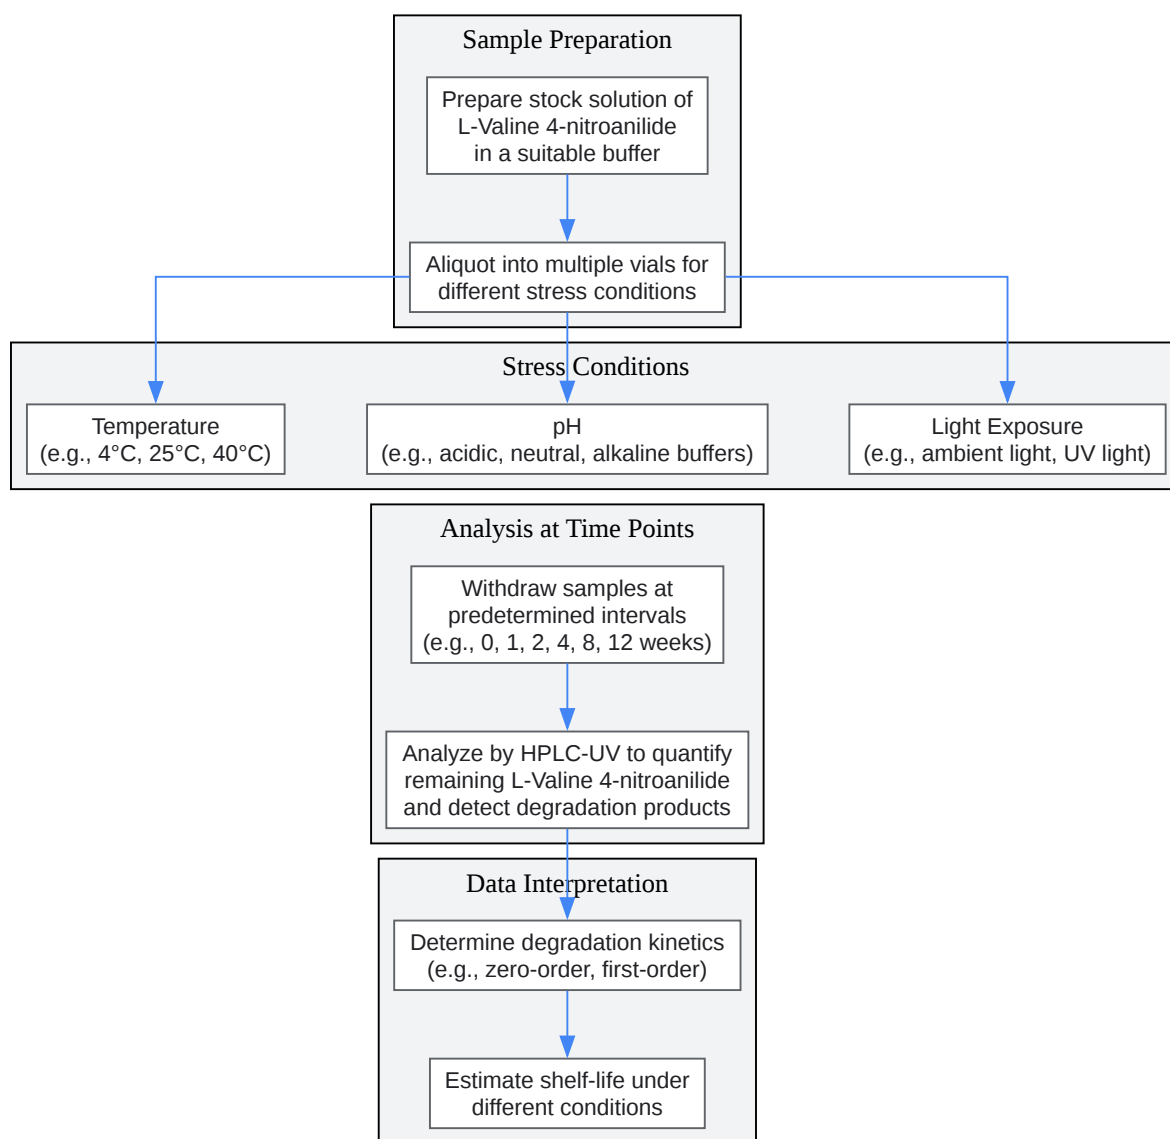 Sample Preparation
Prepare stock solution of
L-Valine 4-nitroanilide
in a suitable buffer
Aliquot into multiple vials for
different stress conditions
Stress Conditions
Temperature
(e.g., 4°C, 25°C, 40°C)
pH
(e.g., acidic, neutral, alkaline buffers)
Light Exposure
(e.g., ambient light, UV light)
Analysis at Time Points
Withdraw samples at
predetermined intervals
(e.g., 0, 1, 2, 4, 8, 12 weeks)
Analyze by HPLC-UV to quantify
remaining L-Valine 4-nitroanilide
and detect degradation products
Data Interpretation
Determine degradation kinetics
(e.g., zero-order, first-order)
Estimate shelf-life under
different conditions